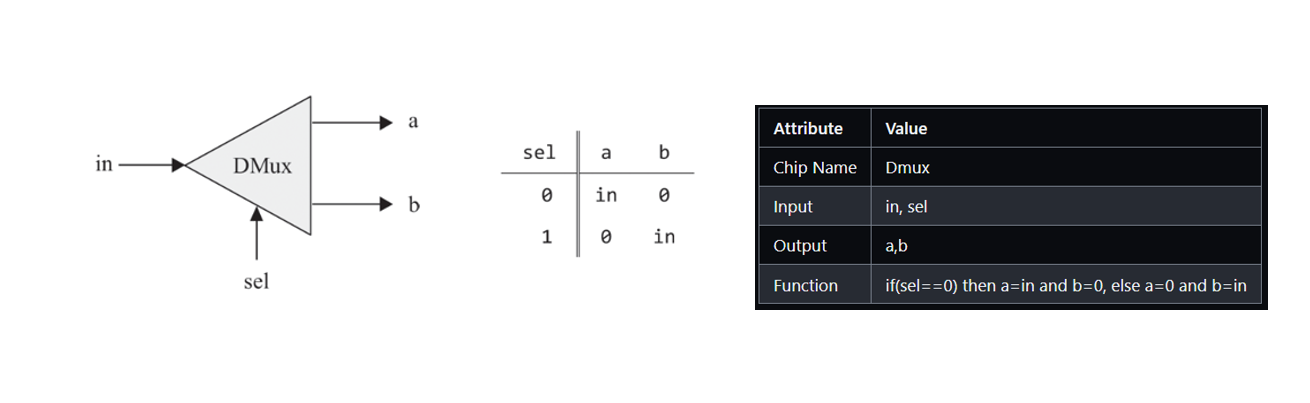 in
DMux
a
b
sel
sel a b
0 in 0
1 0 in
Attribute Value
Chip Name Dmux
Input in, sel
Output a,b
Function if(sel==0) then a=in and b=0, else a=0 and b=in